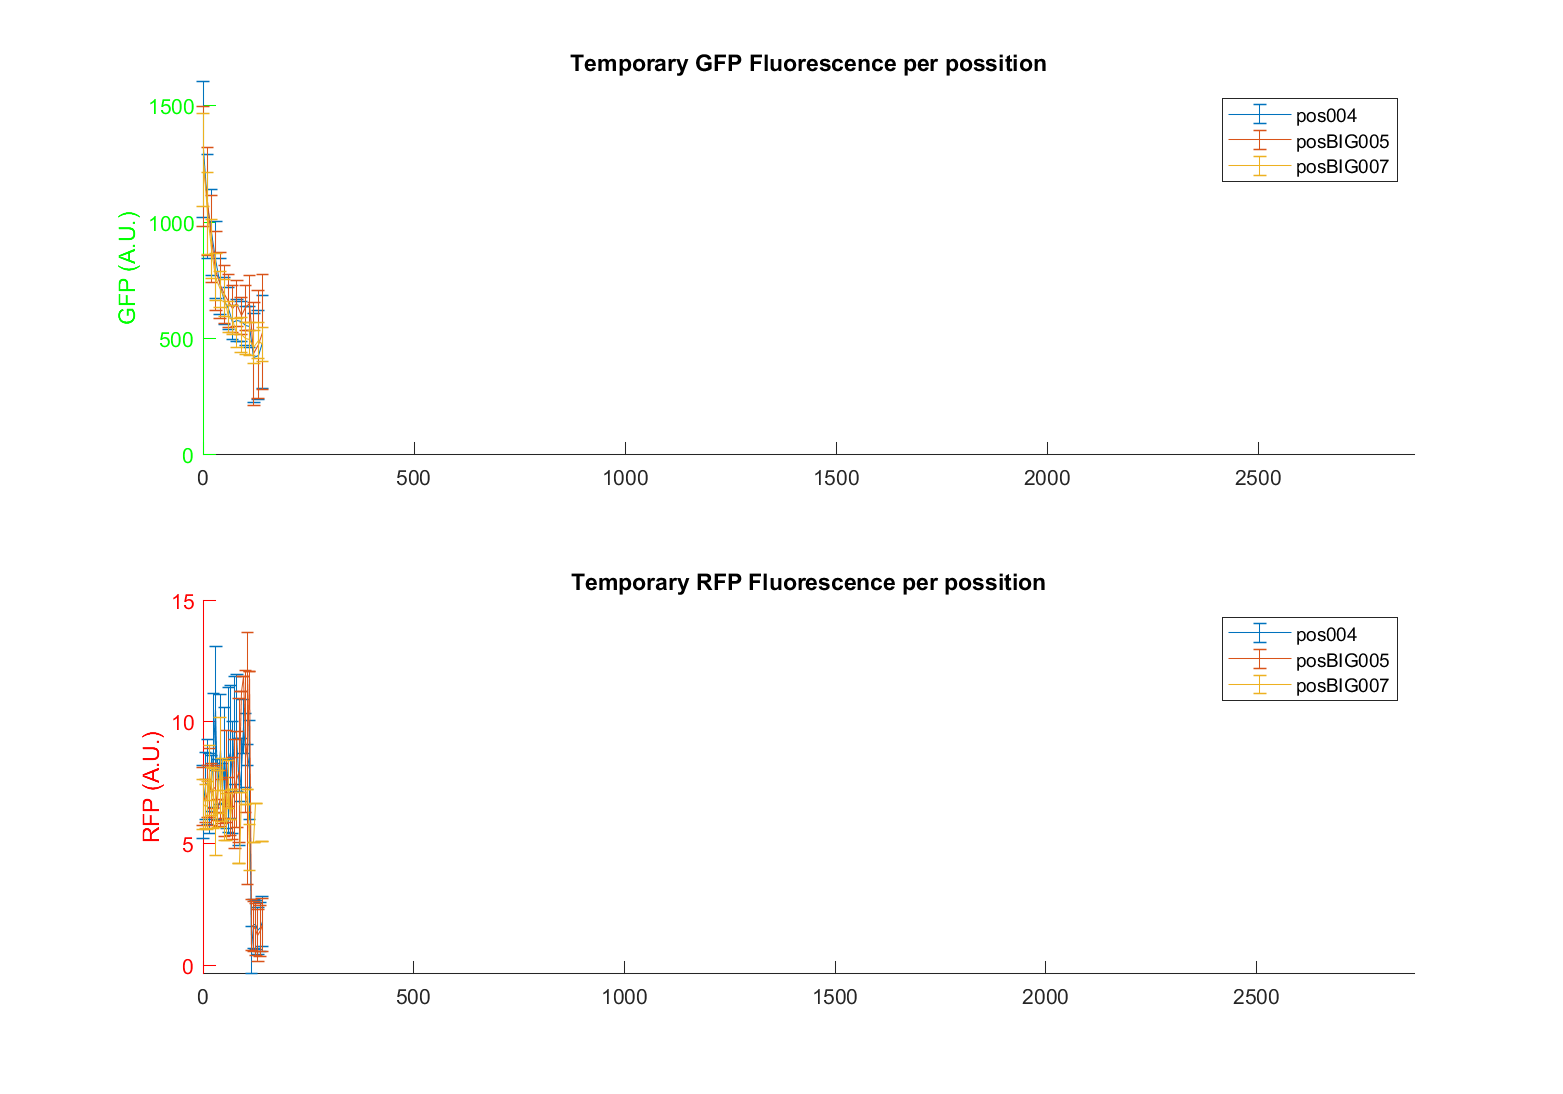 Temporary GFP Fluorescence per possition
1500
1000
500
0
GFP (A.U.)
pos004
posBIG005
posBIG007
0 500 1000 1500 2000 2500
Temporary RFP Fluorescence per possition
15
10
5
0
RFP (A.U.)
pos004
posBIG005
posBIG007
0 500 1000 1500 2000 2500